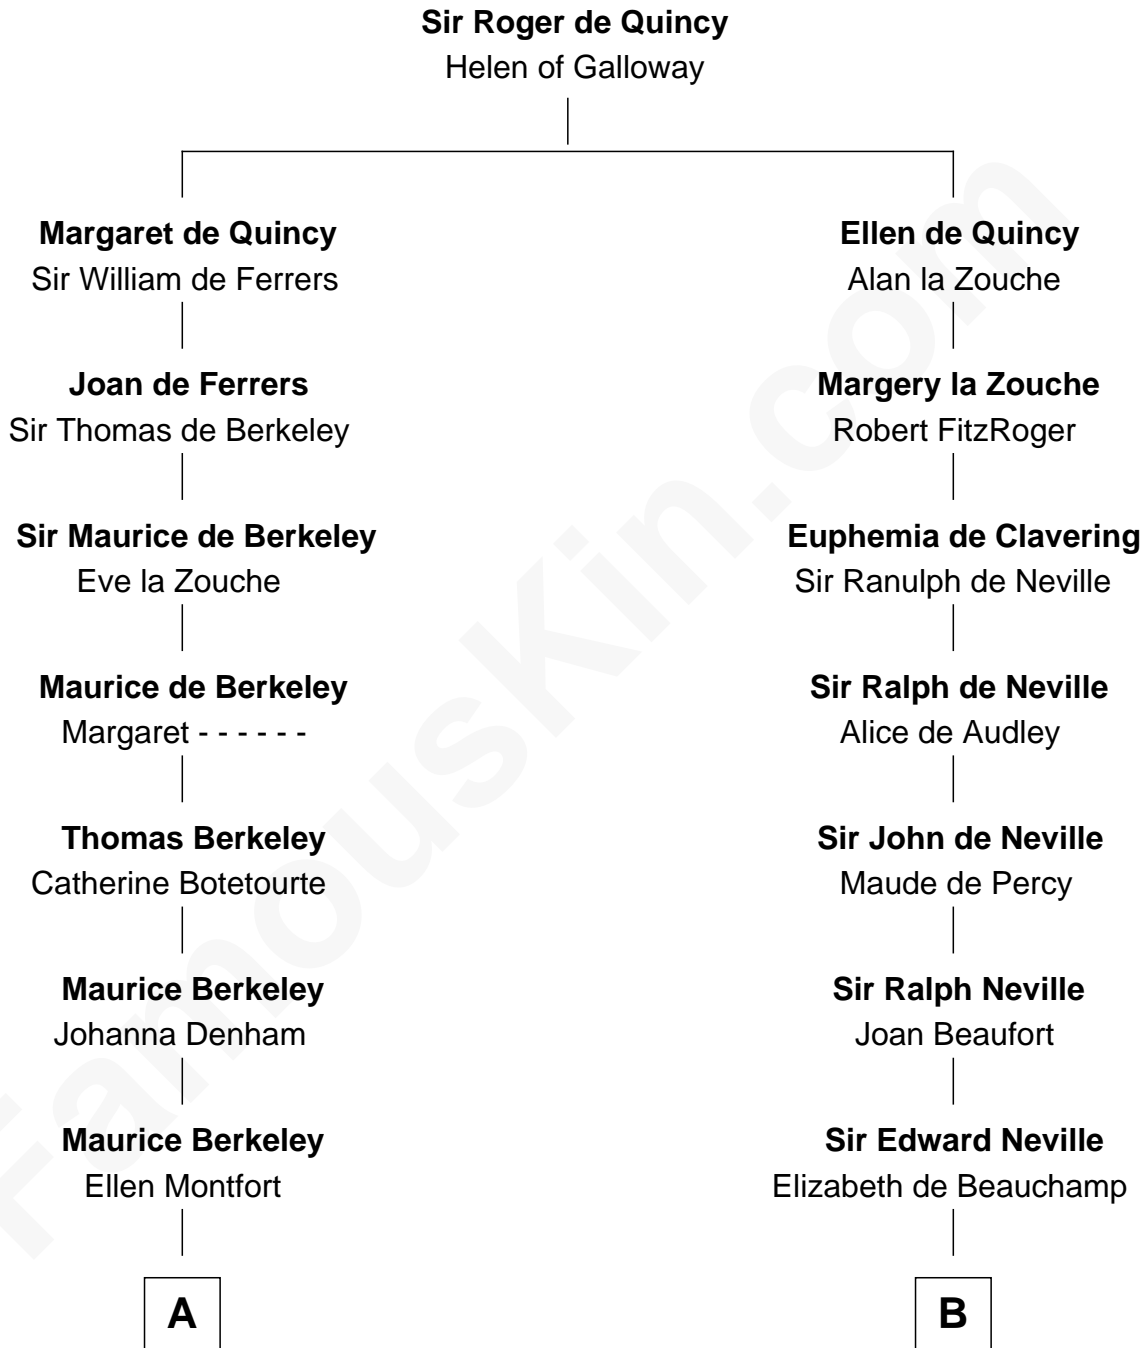 Sir Roger de Quincy
Helen of Galloway
Margaret de Quincy
Sir William de Ferrers
Ellen de Quincy
Alan la Zouche
Joan de Ferrers
Sir Thomas de Berkeley
Margery la Zouche
Robert FitzRoger
Sir Maurice de Berkeley
Eve la Zouche
Euphemia de Clavering
Sir Ranulph de Neville
Maurice de Berkeley
Margaret - - - - - -
Sir Ralph de Neville
Alice de Audley
Thomas Berkeley
Catherine Botetourte
Sir John de Neville
Maude de Percy
Maurice Berkeley
Johanna Denham
Sir Ralph Neville
Joan Beaufort
Maurice Berkeley
Ellen Montfort
Sir Edward Neville
Elizabeth de Beauchamp
A
B
FamousKin.com